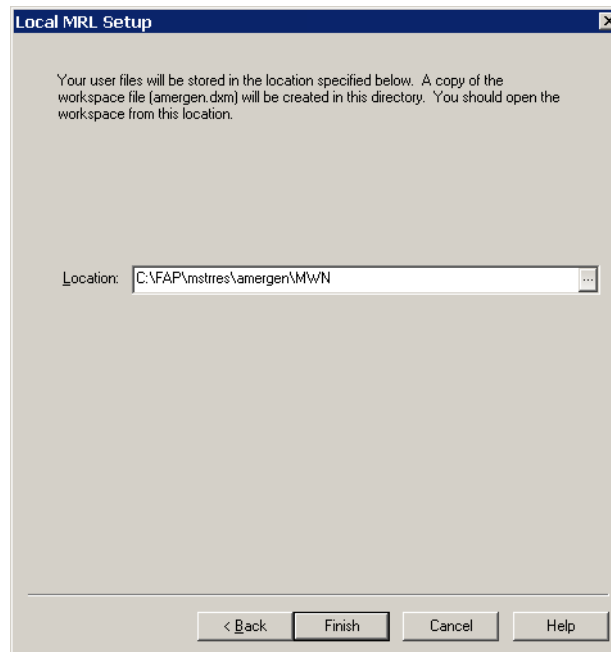 Local MRL Setup
Your user files will be stored in the location specified below. A copy of the
workspace file (amergen.dxm) will be created in this directory. You should open the
workspace from this location.
Location: C:\FAP\mstrres\amergen\MWN ...
< Back Finish Cancel Help